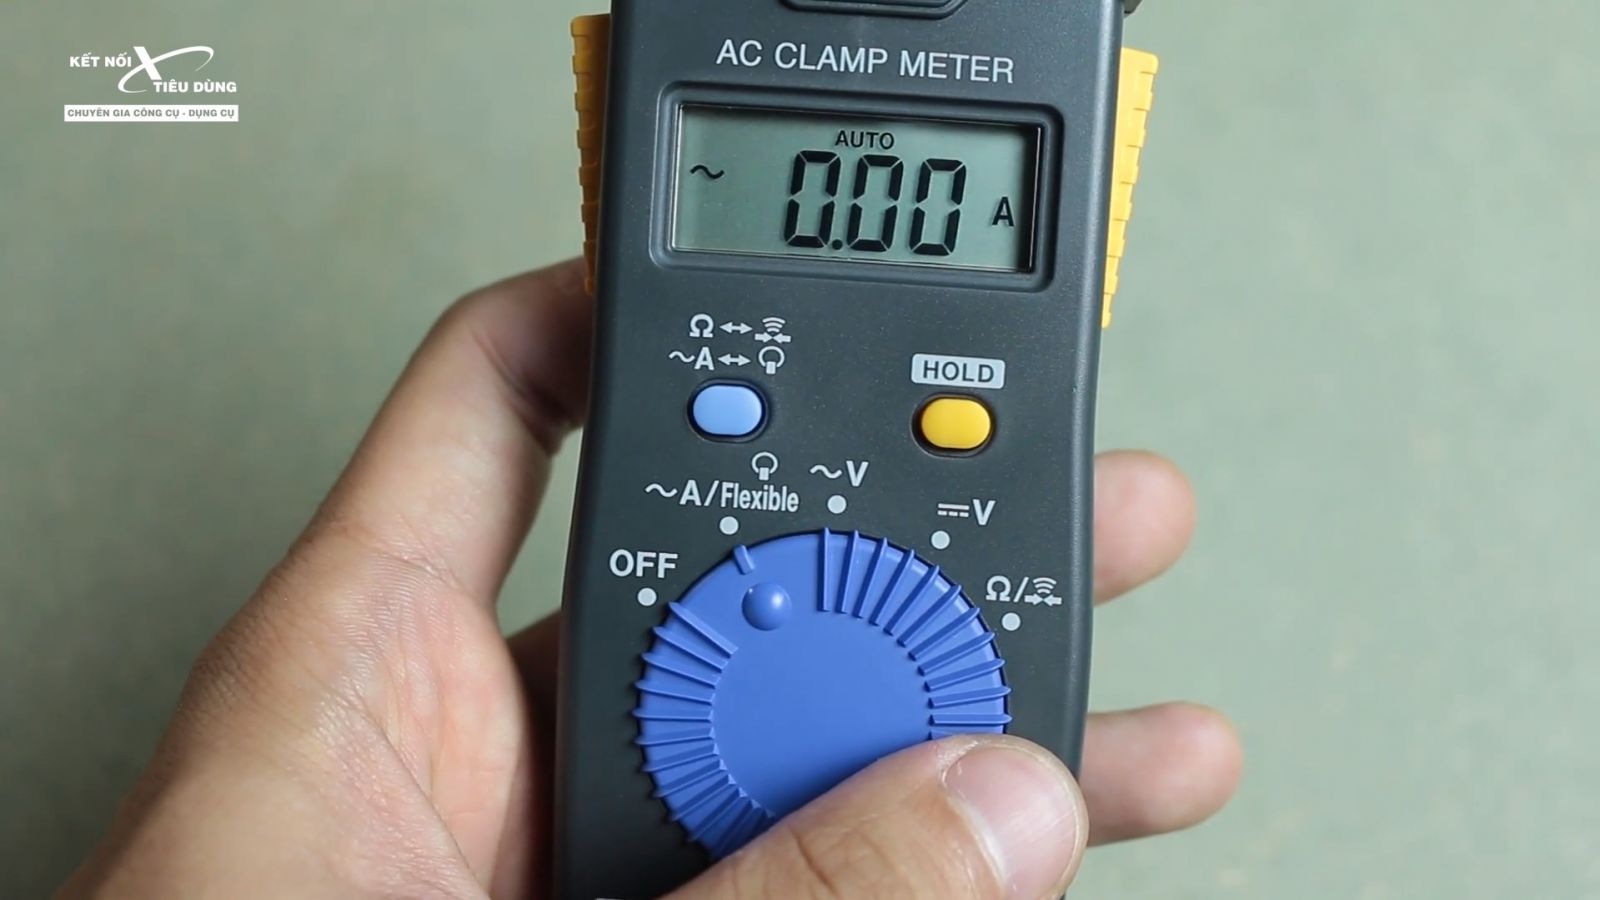 KẾT NỐI
TIÊU DÙNG
CHUYÊN GIA CÔNG CỤ - DỤNG CỤ
AC CLAMP METER
AUTO
~ 0.00 A
Ω ↔
~A ↔
HOLD
~A/Flexible
~V
⎓V
OFF
Ω/